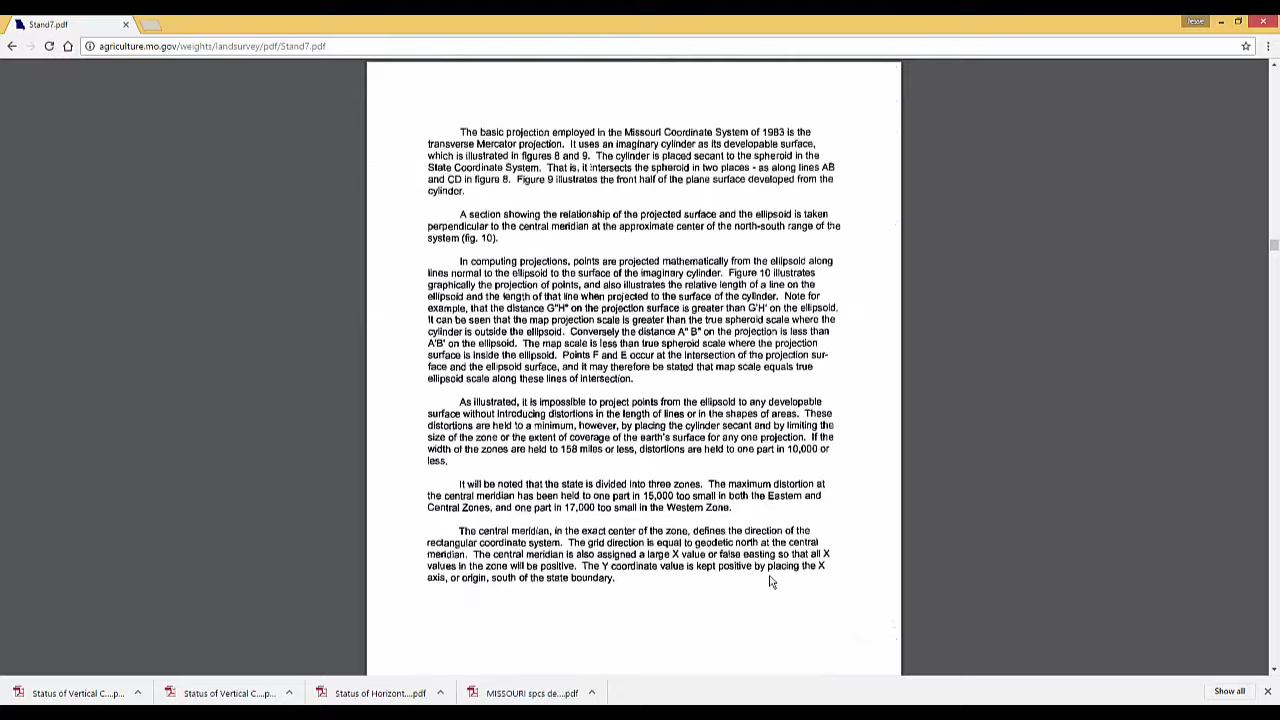 Stand7.pdf
Jesse
agriculture.mo.gov/weights/landsurvey/pdf/Stand7.pdf
The basic projection employed in the Missouri Coordinate System of 1983 is the
transverse Mercator projection. It uses an imaginary cylinder as its developable surface,
which is illustrated in figures 8 and 9. The cylinder is placed secant to the spheroid in the
State Coordinate System. That is, it intersects the spheroid in two places - as along lines AB
and CD in figure 8. Figure 9 illustrates the front half of the plane surface developed from the
cylinder.
A section showing the relationship of the projected surface and the ellipsoid is taken
perpendicular to the central meridian at the approximate center of the north-south range of the
system (fig. 10).
In computing projections, points are projected mathematically from the ellipsoid along
lines normal to the ellipsoid to the surface of the imaginary cylinder. Figure 10 illustrates
graphically the projection of points, and also illustrates the relative length of a line on the
ellipsoid and the length of that line when projected to the surface of the cylinder. Note for
example, that the distance G"H" on the projection surface is greater than G'H' on the ellipsoid.
It can be seen that the map projection scale is greater than the true spheroid scale where the
cylinder is outside the ellipsoid. Conversely the distance A" B" on the projection is less than
A'B' on the ellipsoid. The map scale is less than true spheroid scale where the projection
surface is inside the ellipsoid. Points F and E occur at the intersection of the projection sur-
face and the ellipsoid surface, and it may therefore be stated that map scale equals true
ellipsoid scale along these lines of intersection.
As illustrated, it is impossible to project points from the ellipsoid to any developable
surface without introducing distortions in the length of lines or in the shapes of areas. These
distortions are held to a minimum, however, by placing the cylinder secant and by limiting the
size of the zone or the extent of coverage of the earth's surface for any one projection. If the
width of the zones are held to 158 miles or less, distortions are held to one part in 10,000 or
less.
It will be noted that the state is divided into three zones. The maximum distortion at
the central meridian has been held to one part in 15,000 too small in both the Eastern and
Central Zones, and one part in 17,000 too small in the Western Zone.
The central meridian, in the exact center of the zone, defines the direction of the
rectangular coordinate system. The grid direction is equal to geodetic north at the central
meridian. The central meridian is also assigned a large X value or false easting so that all X
values in the zone will be positive. The Y coordinate value is kept positive by placing the X
axis, or origin, south of the state boundary.
Status of Vertical C....p...
Status of Vertical C....p...
Status of Horizont....pdf
MISSOURI spcs de....pdf
Show all